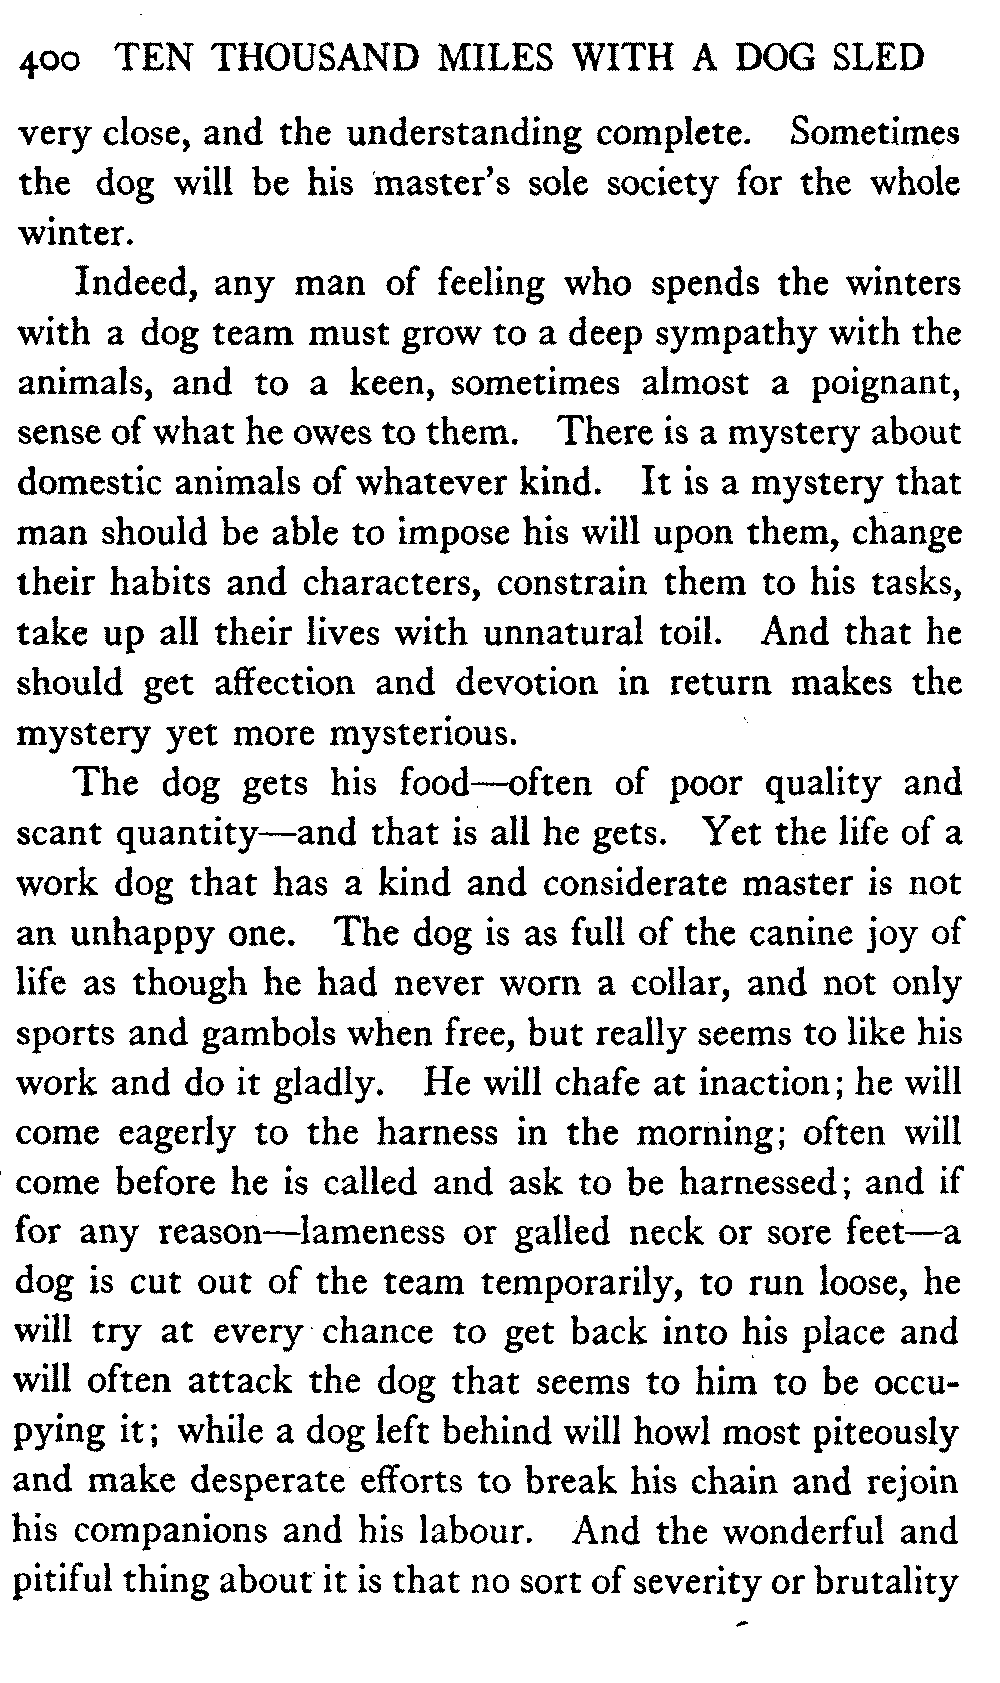 400 TEN THOUSAND MILES WITH A DOG SLED
very close, and the understanding complete. Sometimes
the dog will be his master's sole society for the whole
winter.
Indeed, any man of feeling who spends the winters
with a dog team must grow to a deep sympathy with the
animals, and to a keen, sometimes almost a poignant,
sense of what he owes to them. There is a mystery about
domestic animals of whatever kind. It is a mystery that
man should be able to impose his will upon them, change
their habits and characters, constrain them to his tasks,
take up all their lives with unnatural toil. And that he
should get affection and devotion in return makes the
mystery yet more mysterious.
The dog gets his food—often of poor quality and
scant quantity—and that is all he gets. Yet the life of a
work dog that has a kind and considerate master is not
an unhappy one. The dog is as full of the canine joy of
life as though he had never worn a collar, and not only
sports and gambols when free, but really seems to like his
work and do it gladly. He will chafe at inaction; he will
come eagerly to the harness in the morning; often will
come before he is called and ask to be harnessed; and if
for any reason—lameness or galled neck or sore feet—a
dog is cut out of the team temporarily, to run loose, he
will try at every chance to get back into his place and
will often attack the dog that seems to him to be occu-
pying it; while a dog left behind will howl most piteously
and make desperate efforts to break his chain and rejoin
his companions and his labour. And the wonderful and
pitiful thing about it is that no sort of severity or brutality